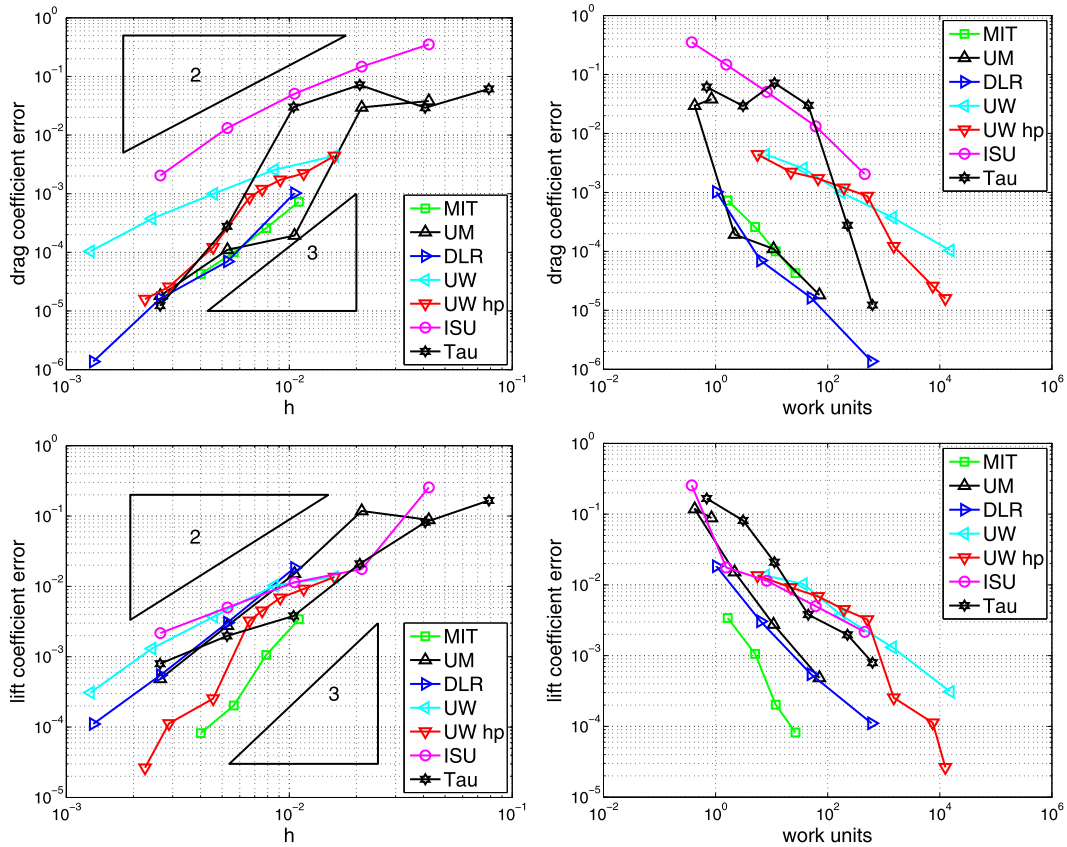 10^0
10^-1
10^-2
10^-3
10^-4
10^-5
10^-6
drag coefficient error
2
3
MIT
UM
DLR
UW
UW hp
ISU
Tau
10^-3
10^-2
10^-1
h
10^0
10^-1
10^-2
10^-3
10^-4
10^-5
10^-6
drag coefficient error
MIT
UM
DLR
UW
UW hp
ISU
Tau
10^-2
10^0
10^2
10^4
10^6
work units
10^0
10^-1
10^-2
10^-3
10^-4
10^-5
lift coefficient error
2
3
MIT
UM
DLR
UW
UW hp
ISU
Tau
10^-3
10^-2
10^-1
h
10^0
10^-1
10^-2
10^-3
10^-4
10^-5
lift coefficient error
MIT
UM
DLR
UW
UW hp
ISU
Tau
10^-2
10^0
10^2
10^4
10^6
work units